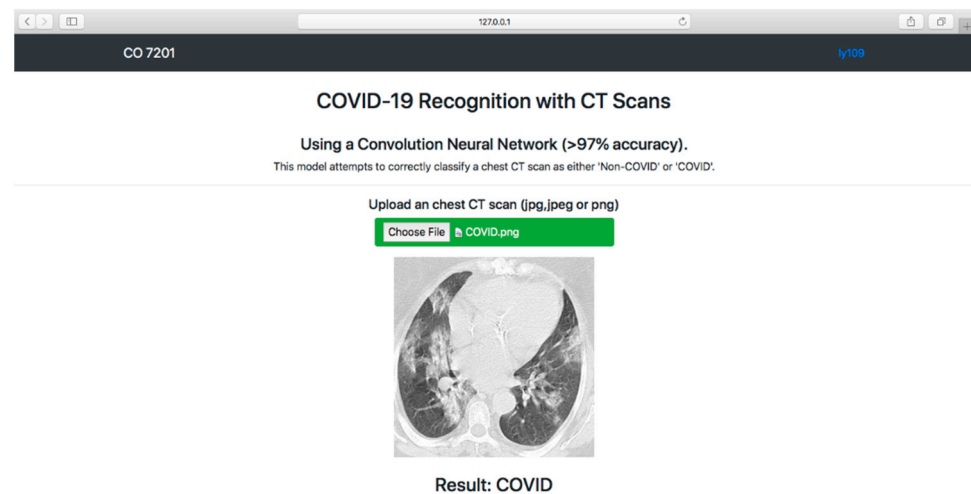 127.0.0.1
CO 7201
ly109
COVID-19 Recognition with CT Scans
Using a Convolution Neural Network (>97% accuracy).
This model attempts to correctly classify a chest CT scan as either 'Non-COVID' or 'COVID'.
Upload an chest CT scan (jpg,jpeg or png)
Choose File COVID.png
Result: COVID